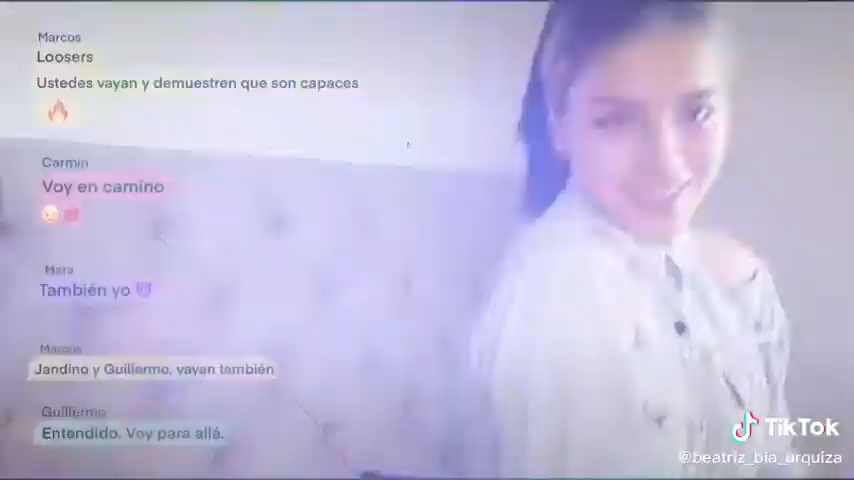 Marcos
Loosers
Ustedes vayan y demuestren que son capaces
Carmin
Voy en camino
Mara
También yo
Marcos
Jandino y Guillermo, vayan también
Guillermo
Entendido. Voy para allá.
TikTok
@beatriz_bia_urquiza